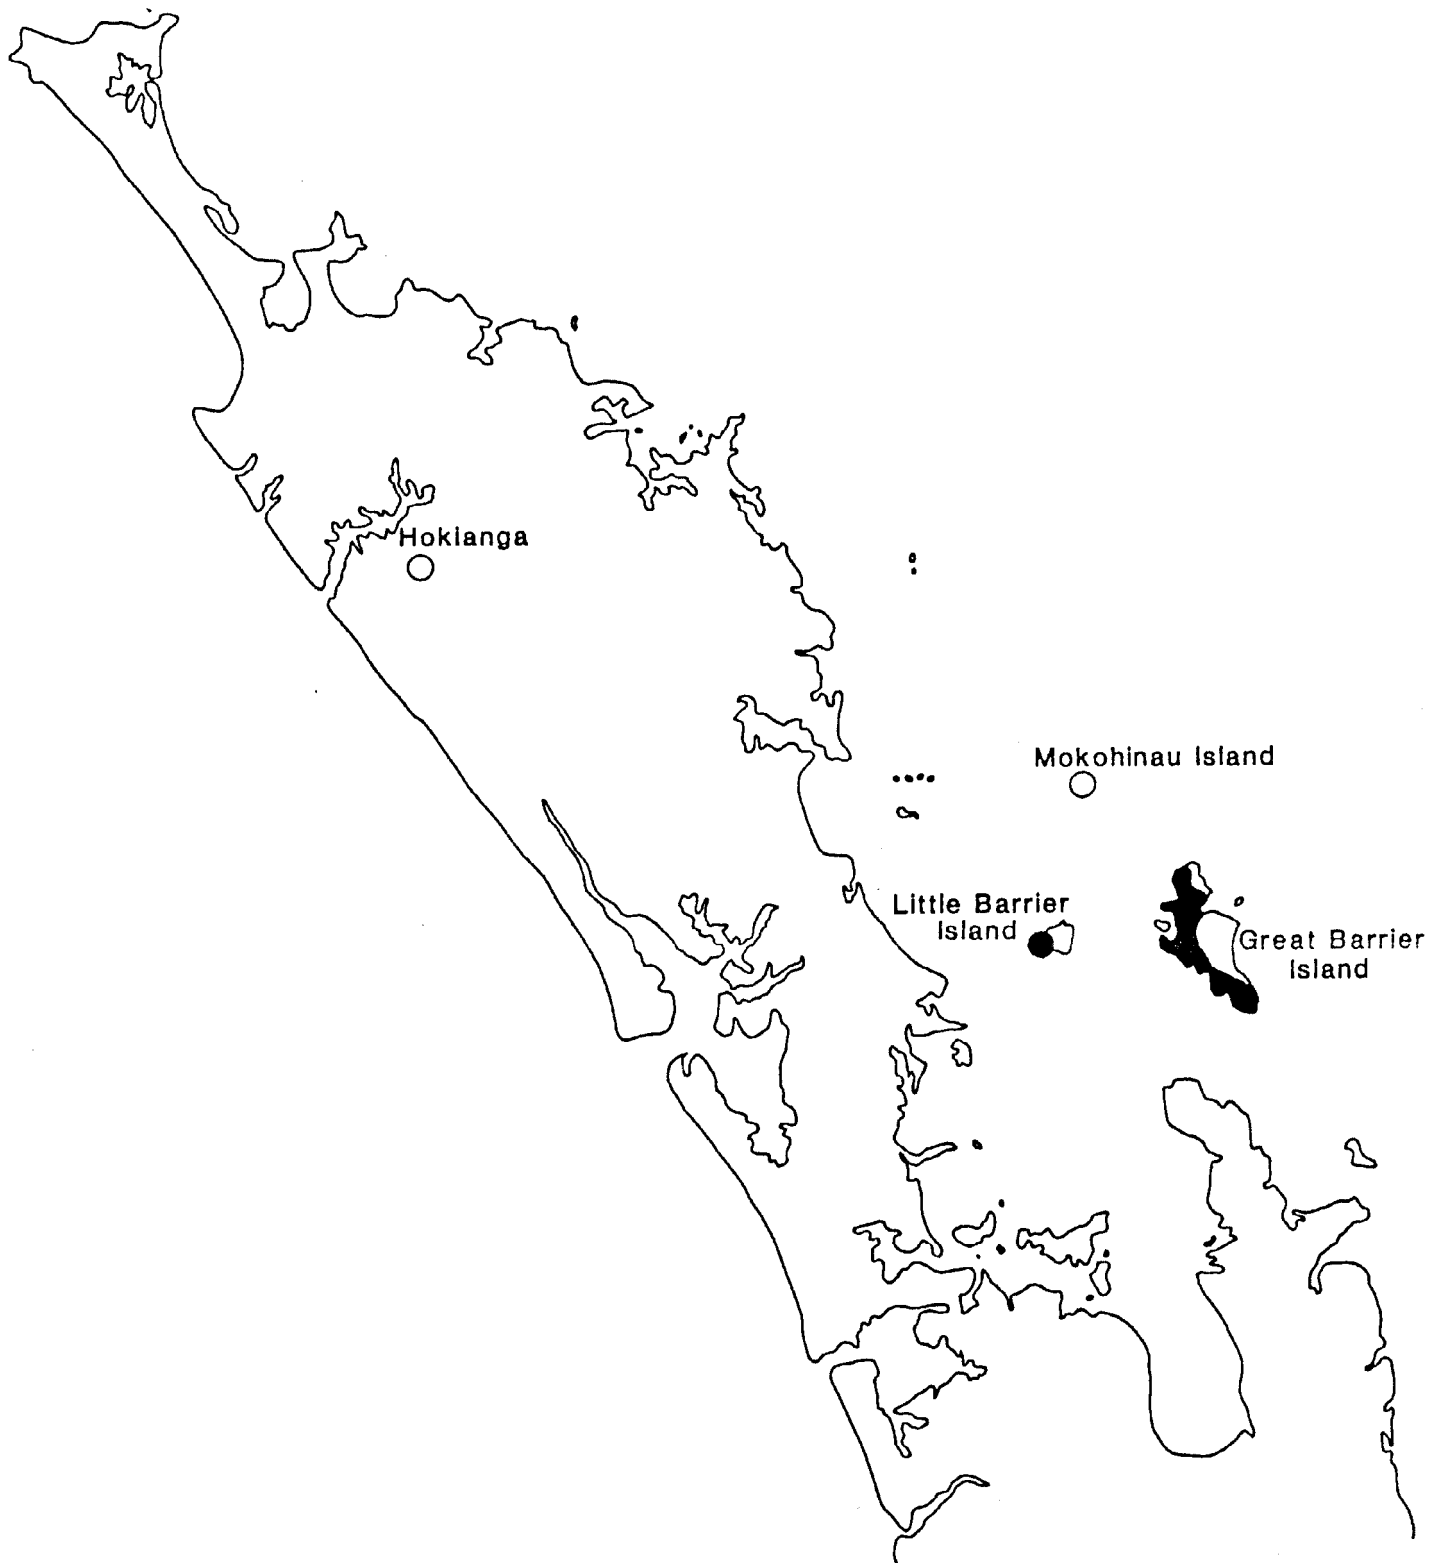 Hokianga
Mokohinau Island
Little Barrier
Island
Great Barrier
Island